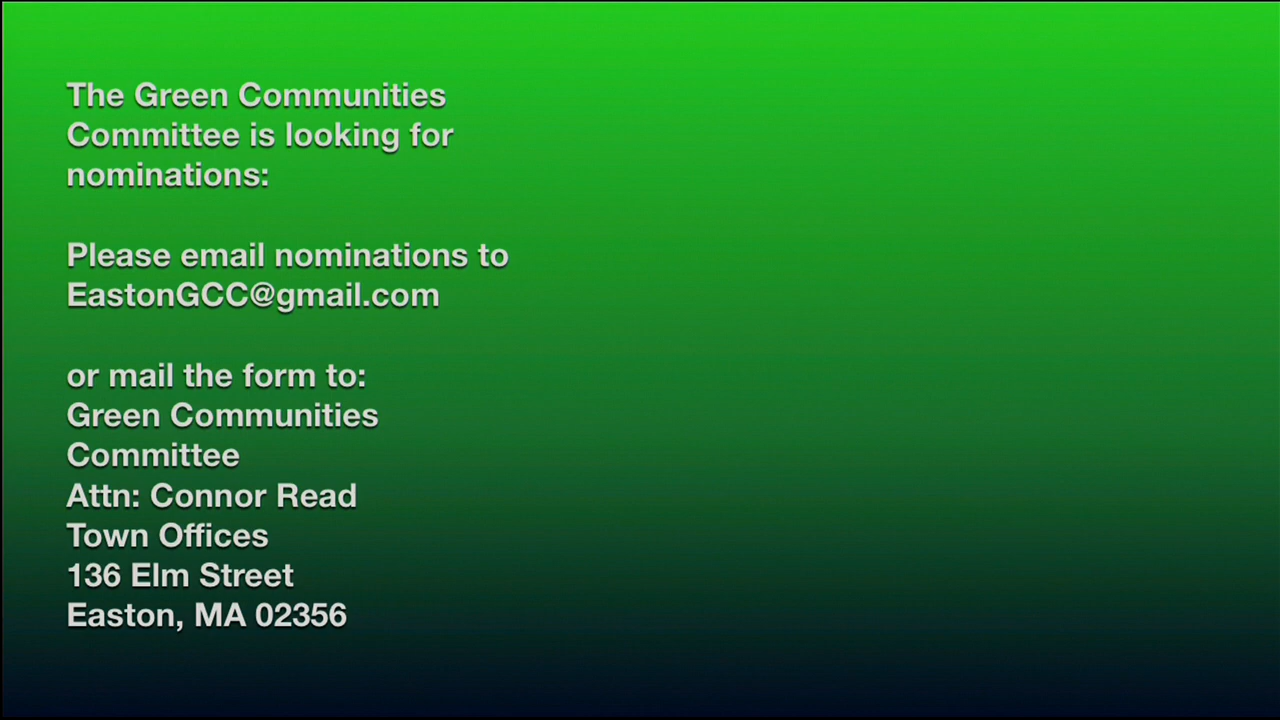 The Green Communities
Committee is looking for
nominations:
Please email nominations to
EastonGCC@gmail.com
or mail the form to:
Green Communities
Committee
Attn: Connor Read
Town Offices
136 Elm Street
Easton, MA 02356